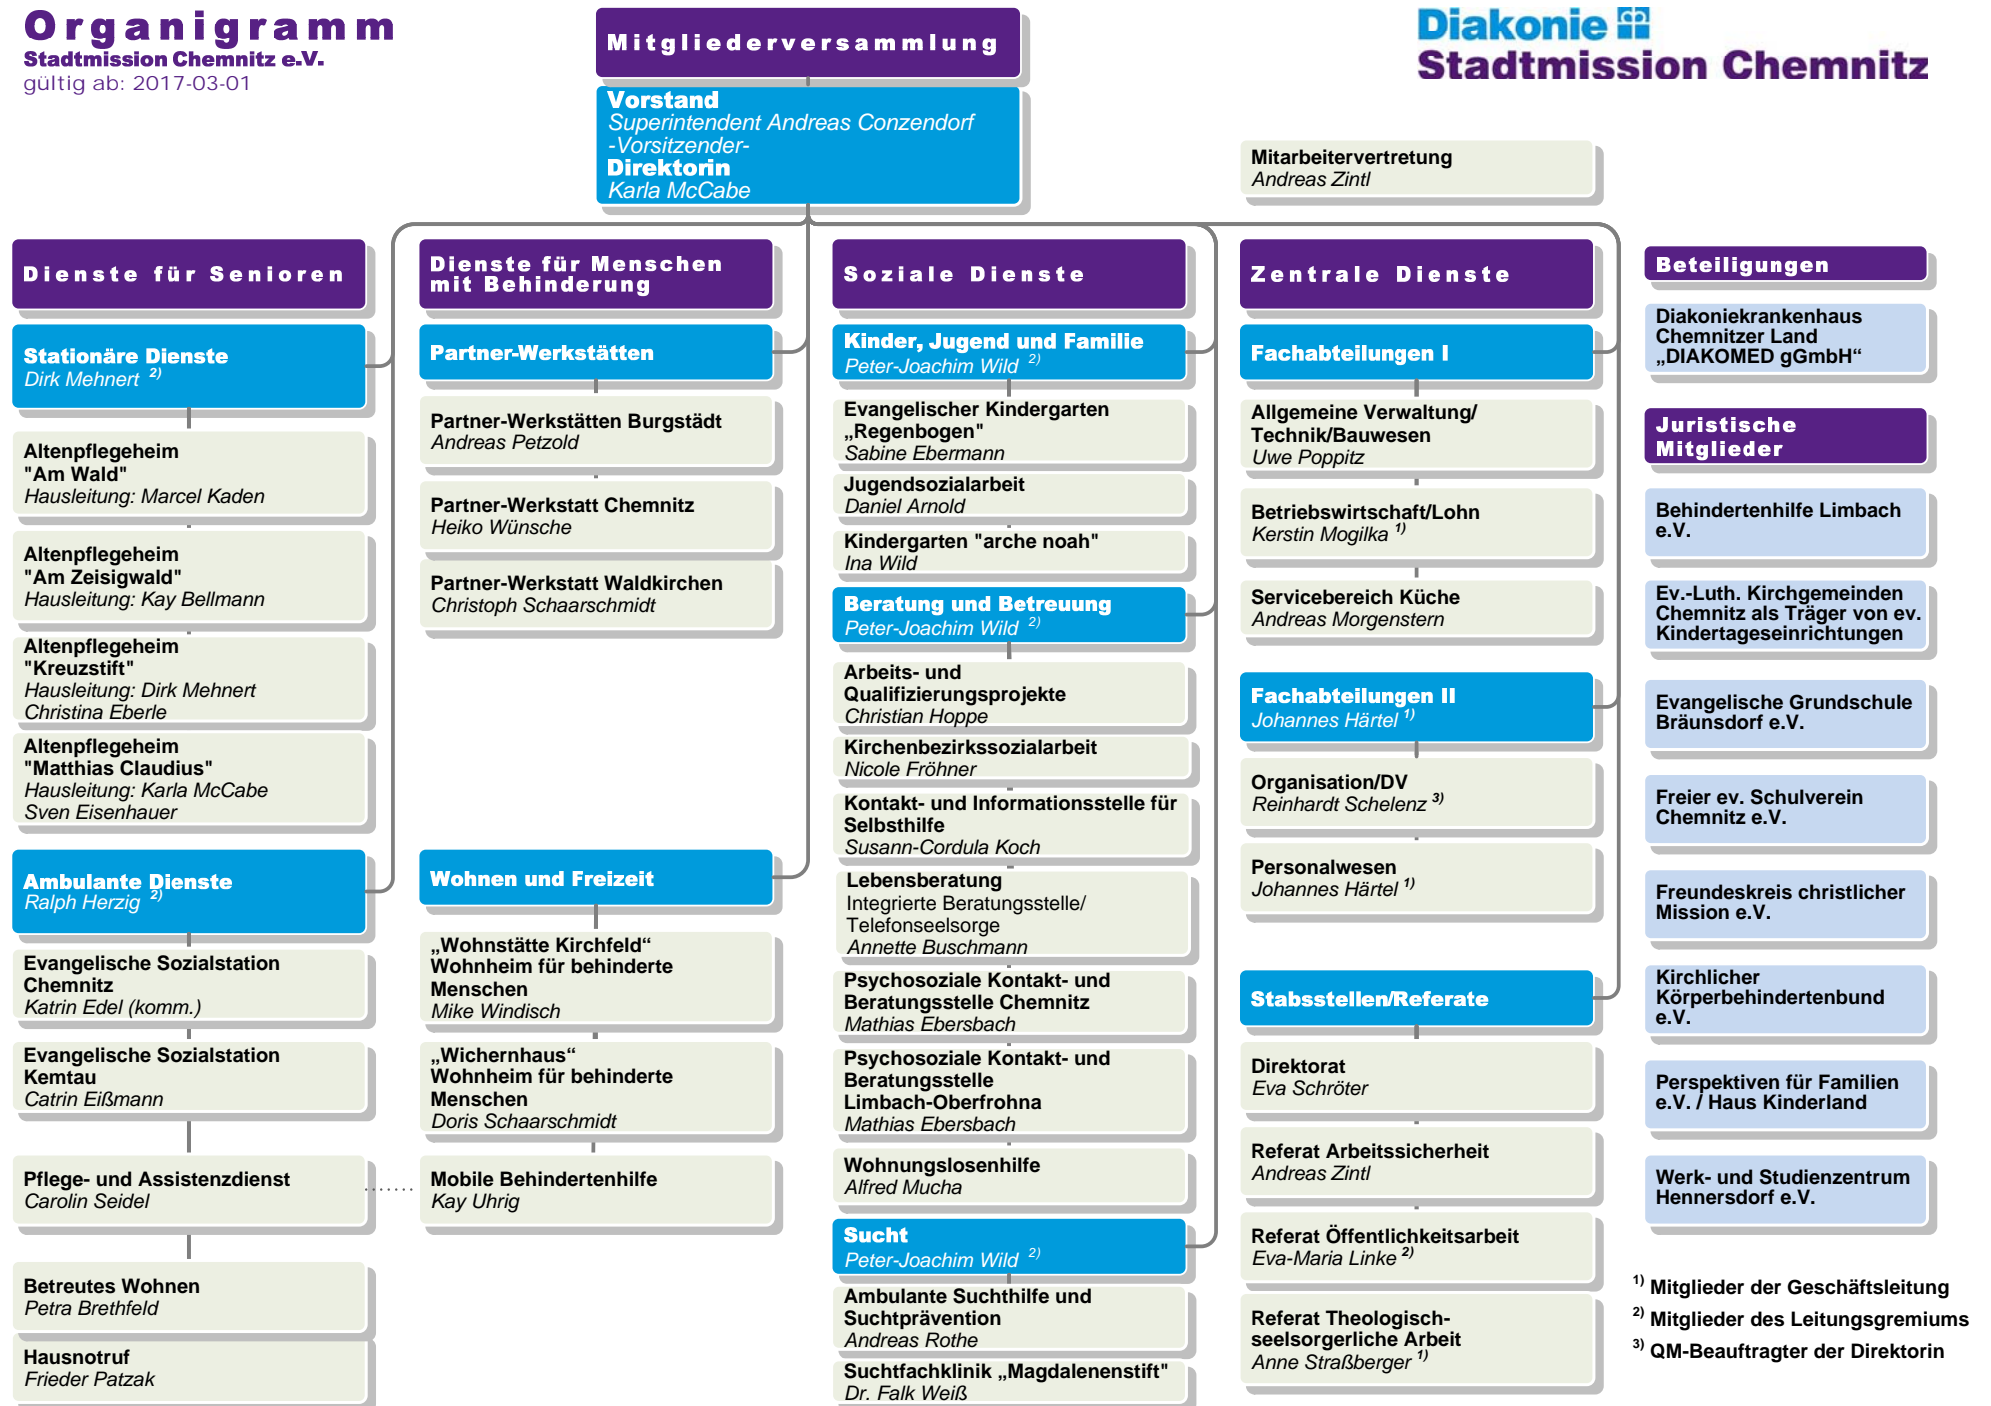 Organigramm
Stadtmission Chemnitz e.V.
gültig ab: 2017-03-01
Mitgliederversammlung
Vorstand
Superintendent Andreas Conzendorf
-Vorsitzender-
Direktorin
Karla McCabe
Diakonie
Stadtmission Chemnitz
Mitarbeitervertretung
Andreas Zintl
Dienste für Senioren
Stationäre Dienste
Dirk Mehnert 2)
Altenpflegeheim
"Am Wald"
Hausleitung: Marcel Kaden
Altenpflegeheim
"Am Zeisigwald"
Hausleitung: Kay Bellmann
Altenpflegeheim
"Kreuzstift"
Hausleitung: Dirk Mehnert
Christina Eberle
Altenpflegeheim
"Matthias Claudius"
Hausleitung: Karla McCabe
Sven Eisenhauer
Ambulante Dienste
Ralph Herzig 2)
Evangelische Sozialstation
Chemnitz
Katrin Edel (komm.)
Evangelische Sozialstation
Kemtau
Catrin Eißmann
Pflege- und Assistenzdienst
Carolin Seidel
Betreutes Wohnen
Petra Brethfeld
Hausnotruf
Frieder Patzak
Dienste für Menschen
mit Behinderung
Partner-Werkstätten
Partner-Werkstätten Burgstädt
Andreas Petzold
Partner-Werkstatt Chemnitz
Heiko Wünsche
Partner-Werkstatt Waldkirchen
Christoph Schaarschmidt
Wohnen und Freizeit
„Wohnstätte Kirchfeld“
Wohnheim für behinderte
Menschen
Mike Windisch
„Wichernhaus“
Wohnheim für behinderte
Menschen
Doris Schaarschmidt
Mobile Behindertenhilfe
Kay Uhrig
Soziale Dienste
Kinder, Jugend und Familie
Peter-Joachim Wild 2)
Evangelischer Kindergarten
„Regenbogen"
Sabine Ebermann
Jugendsozialarbeit
Daniel Arnold
Kindergarten "arche noah"
Ina Wild
Beratung und Betreuung
Peter-Joachim Wild 2)
Arbeits- und
Qualifizierungsprojekte
Christian Hoppe
Kirchenbezirkssozialarbeit
Nicole Fröhner
Kontakt- und Informationsstelle für
Selbsthilfe
Susann-Cordula Koch
Lebensberatung
Integrierte Beratungsstelle/
Telefonseelsorge
Annette Buschmann
Psychosoziale Kontakt- und
Beratungsstelle Chemnitz
Mathias Ebersbach
Psychosoziale Kontakt- und
Beratungsstelle
Limbach-Oberfrohna
Mathias Ebersbach
Wohnungslosenhilfe
Alfred Mucha
Sucht
Peter-Joachim Wild 2)
Ambulante Suchthilfe und
Suchtprävention
Andreas Rothe
Suchtfachklinik „Magdalenenstift"
Dr. Falk Weiß
Zentrale Dienste
Fachabteilungen I
Allgemeine Verwaltung/
Technik/Bauwesen
Uwe Poppitz
Betriebswirtschaft/Lohn
Kerstin Mogilka 1)
Servicebereich Küche
Andreas Morgenstern
Fachabteilungen II
Johannes Härtel 1)
Organisation/DV
Reinhardt Schelenz 3)
Personalwesen
Johannes Härtel 1)
Stabsstellen/Referate
Direktorat
Eva Schröter
Referat Arbeitssicherheit
Andreas Zintl
Referat Öffentlichkeitsarbeit
Eva-Maria Linke 2)
Referat Theologisch-
seelsorgerliche Arbeit
Anne Straßberger 1)
Beteiligungen
Diakoniekrankenhaus
Chemnitzer Land
„DIAKOMED gGmbH“
Juristische
Mitglieder
Behindertenhilfe Limbach
e.V.
Ev.-Luth. Kirchgemeinden
Chemnitz als Träger von ev.
Kindertageseinrichtungen
Evangelische Grundschule
Bräunsdorf e.V.
Freier ev. Schulverein
Chemnitz e.V.
Freundeskreis christlicher
Mission e.V.
Kirchlicher
Körperbehindertenbund
e.V.
Perspektiven für Familien
e.V. / Haus Kinderland
Werk- und Studienzentrum
Hennersdorf e.V.
1) Mitglieder der Geschäftsleitung
2) Mitglieder des Leitungsgremiums
3) QM-Beauftragter der Direktorin